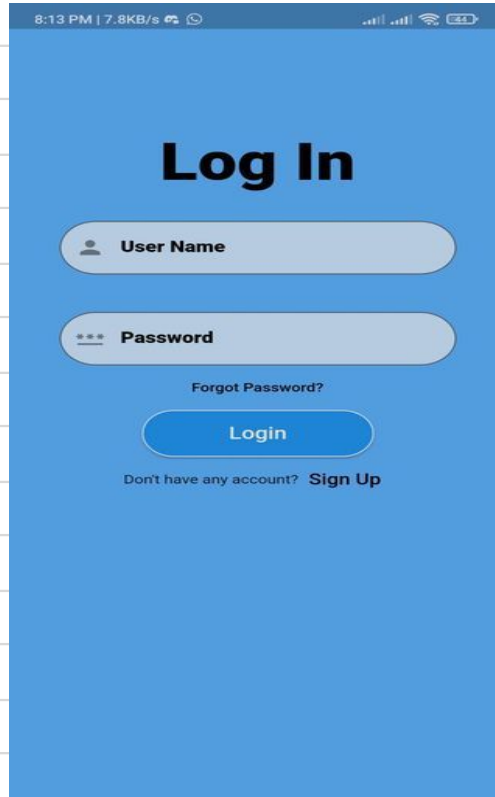 8:13 PM | 7.8KB/s 44
Log In
User Name
*** Password
Forgot Password?
Login
Don't have any account? Sign Up